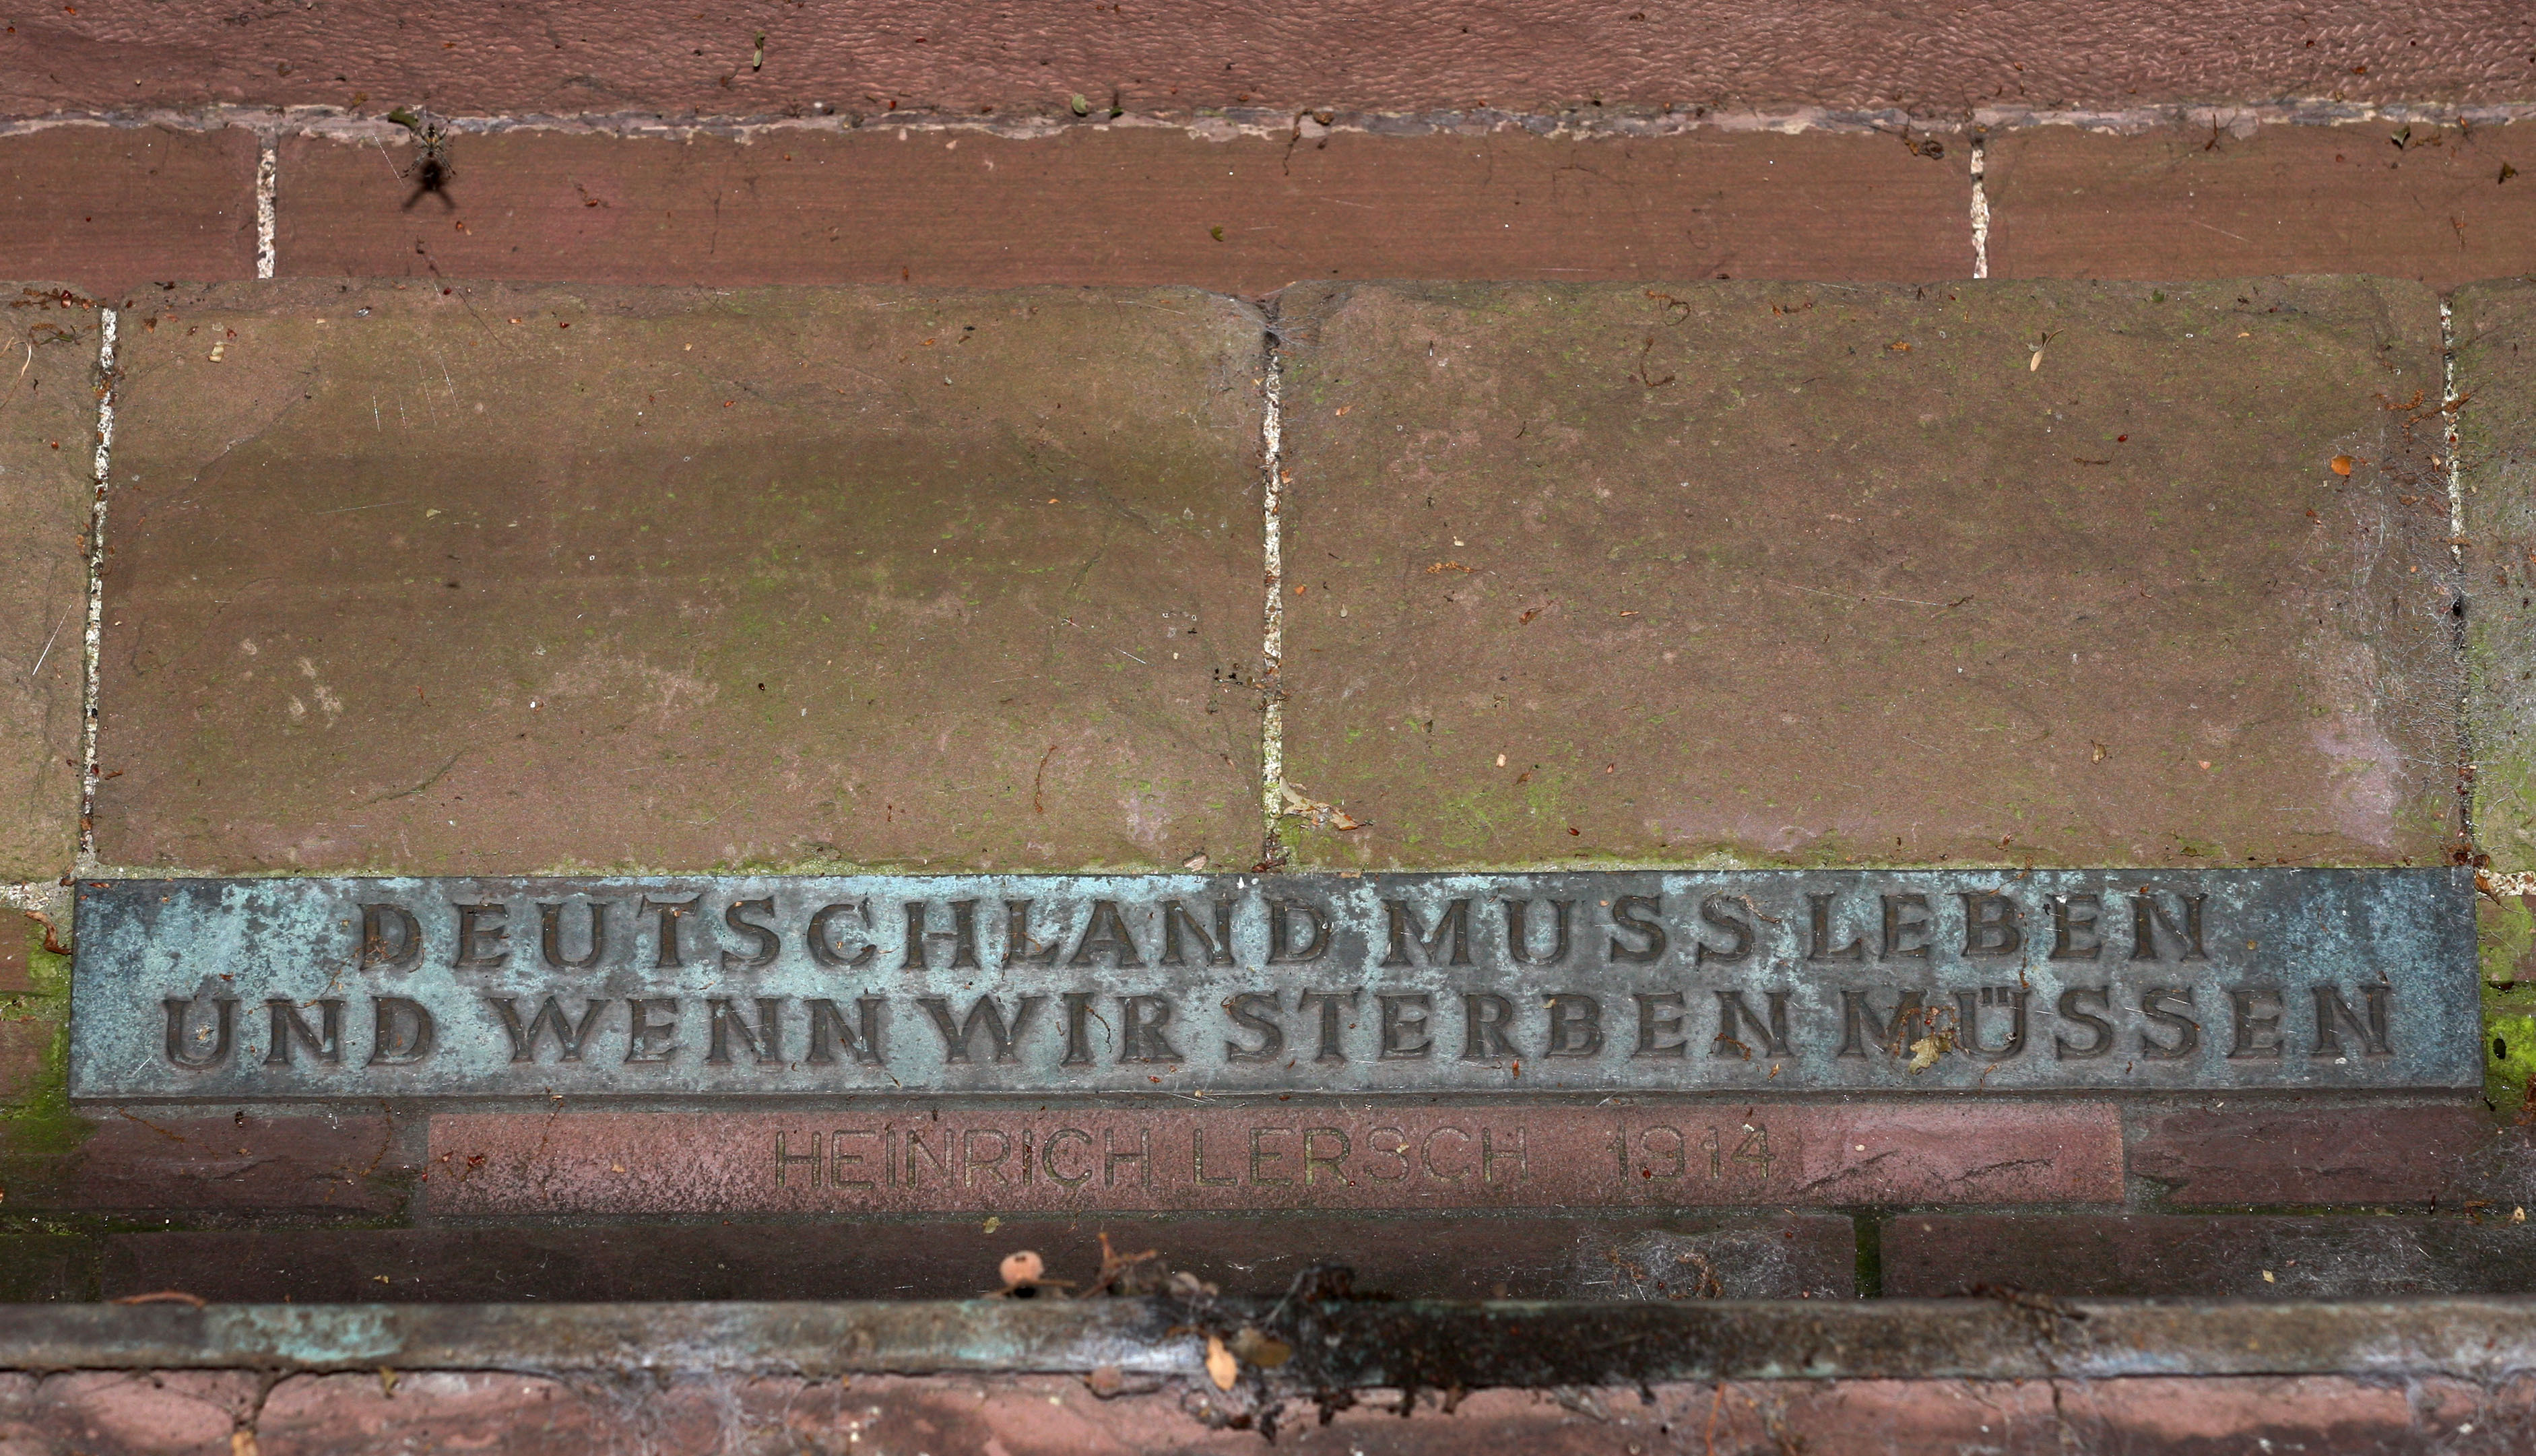 DEUTSCHLAND MUSS LEBEN
UND WENN WIR STERBEN MÜSSEN
HEINRICH LERSCH 1914